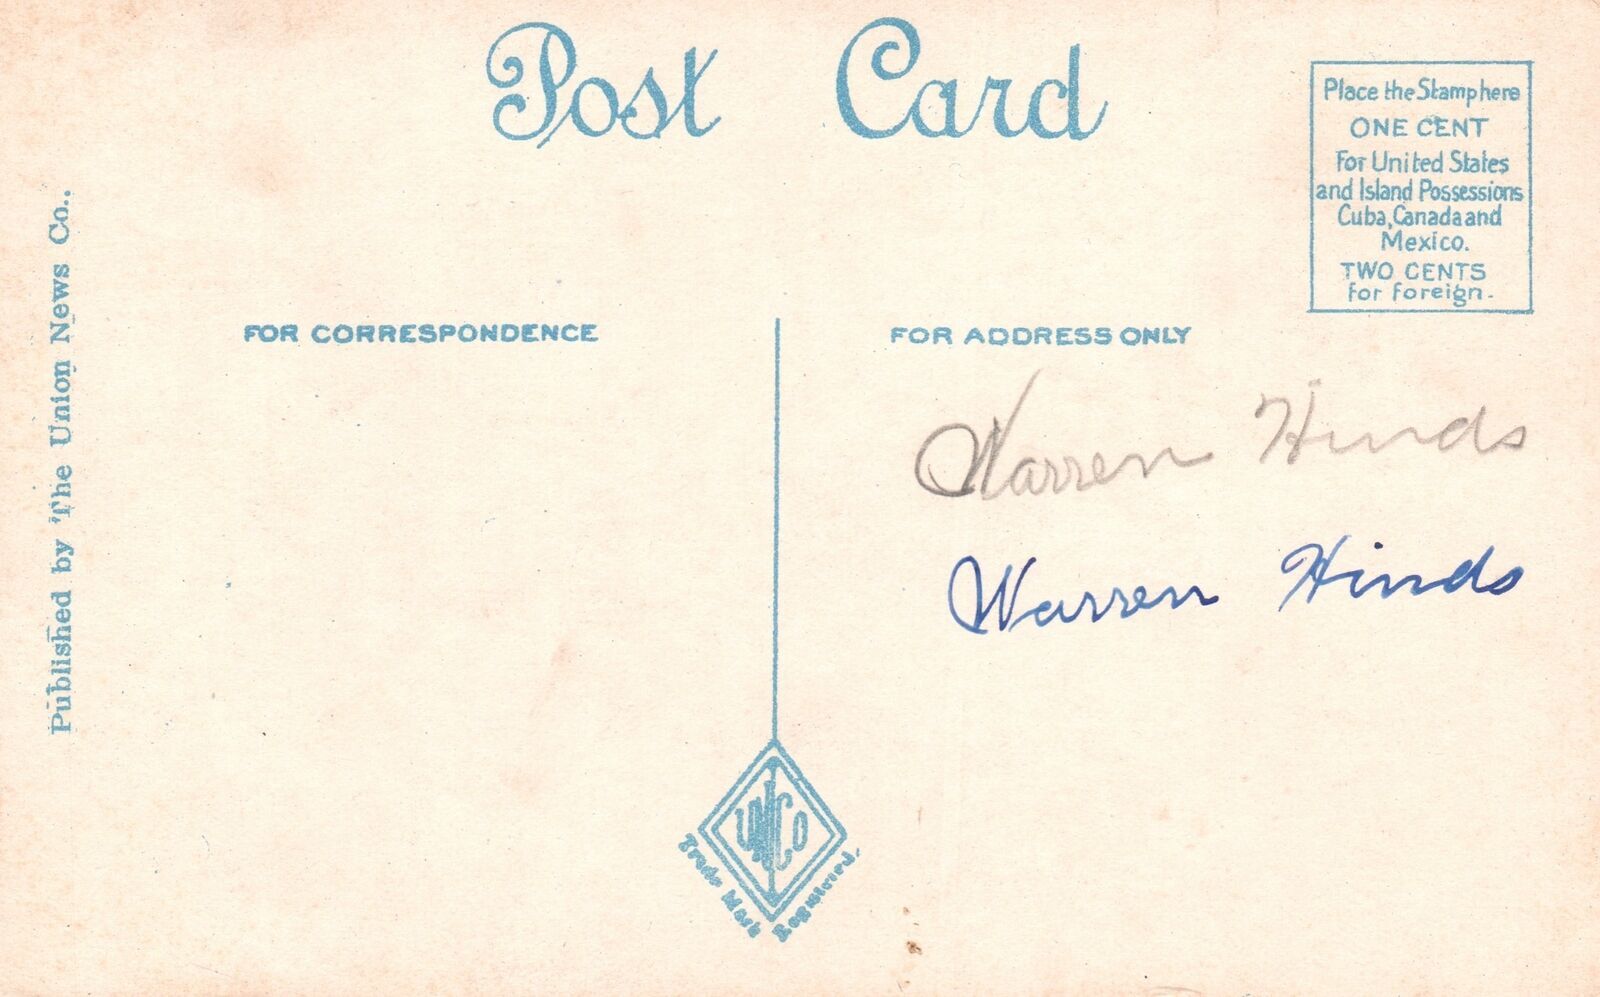 Post Card
Place the Stamp here
ONE CENT
For United States
and Island Possessions
Cuba, Canada and
Mexico.
TWO CENTS
for foreign.
Published by The Union News Co.,
FOR CORRESPONDENCE
FOR ADDRESS ONLY
Warren Hinds
Warren Hinds
UNCO
Trade Mark Registered.